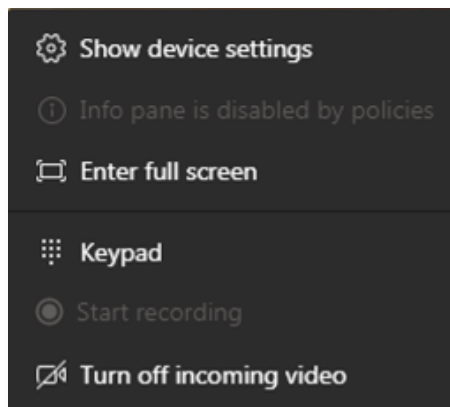 Show device settings
Info pane is disabled by policies
Enter full screen
Keypad
Start recording
Turn off incoming video